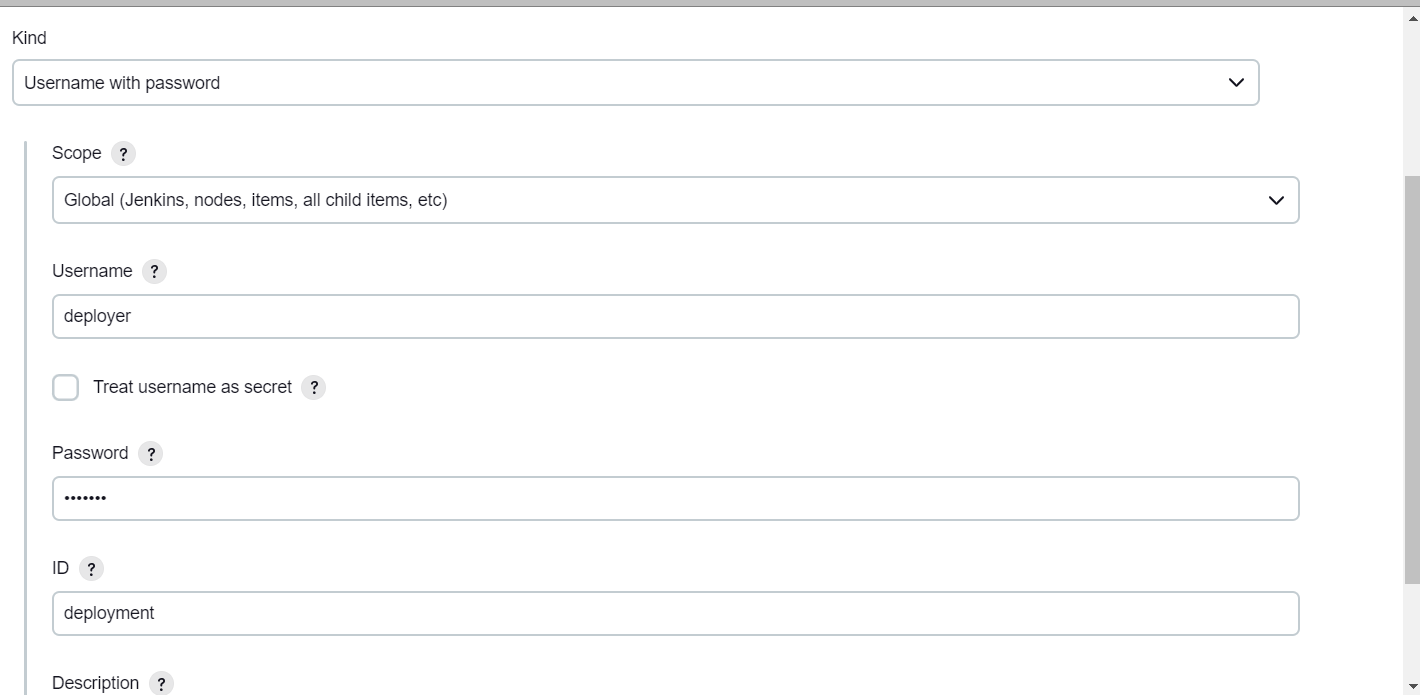 Kind
Username with password
Scope ?
Global (Jenkins, nodes, items, all child items, etc)
Username ?
deployer
Treat username as secret ?
Password ?
•••••••
ID ?
deployment
Description ?